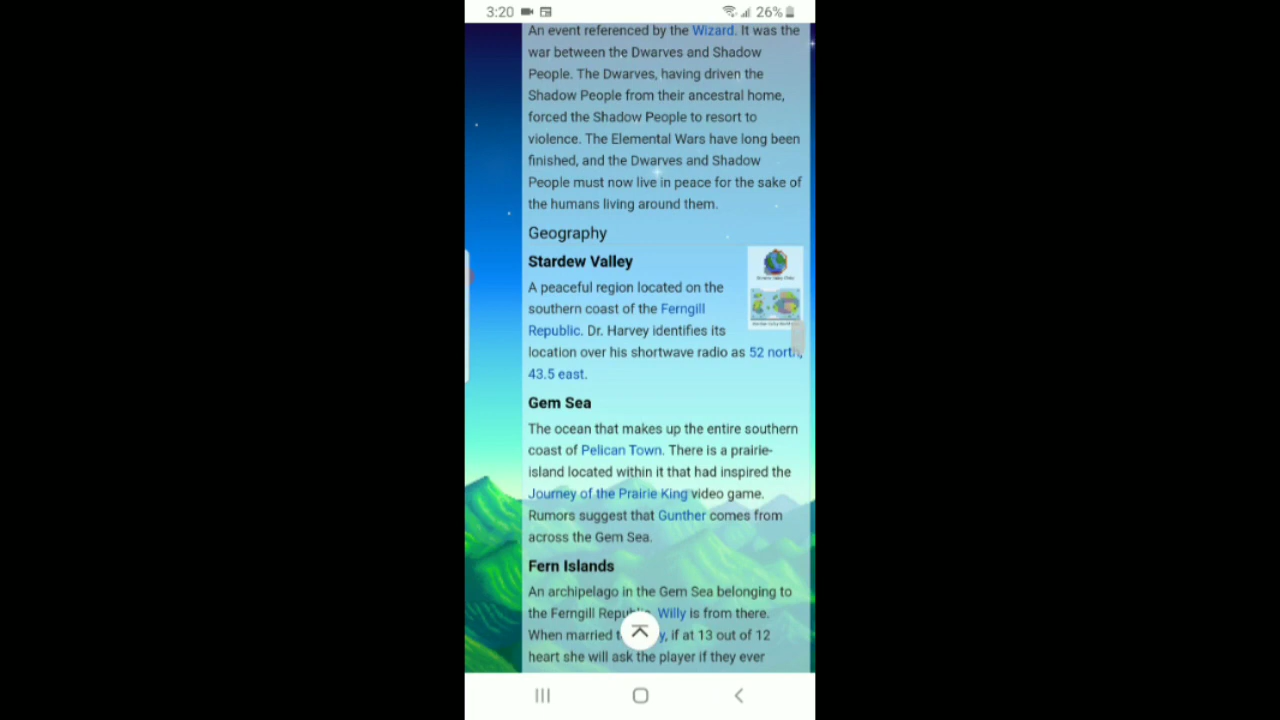 3:20 26%
An event referenced by the Wizard. It was the
war between the Dwarves and Shadow
People. The Dwarves, having driven the
Shadow People from their ancestral home,
forced the Shadow People to resort to
violence. The Elemental Wars have long been
finished, and the Dwarves and Shadow
People must now live in peace for the sake of
the humans living around them.
Geography
Stardew Valley
A peaceful region located on the
southern coast of the Ferngill
Republic. Dr. Harvey identifies its
location over his shortwave radio as 52 north,
43.5 east.
Gem Sea
The ocean that makes up the entire southern
coast of Pelican Town. There is a prairie-
island located within it that had inspired the
Journey of the Prairie King video game.
Rumors suggest that Gunther comes from
across the Gem Sea.
Fern Islands
An archipelago in the Gem Sea belonging to
the Ferngill Willy is from there.
When married if at 13 out of 12
heart she will ask the player if they ever